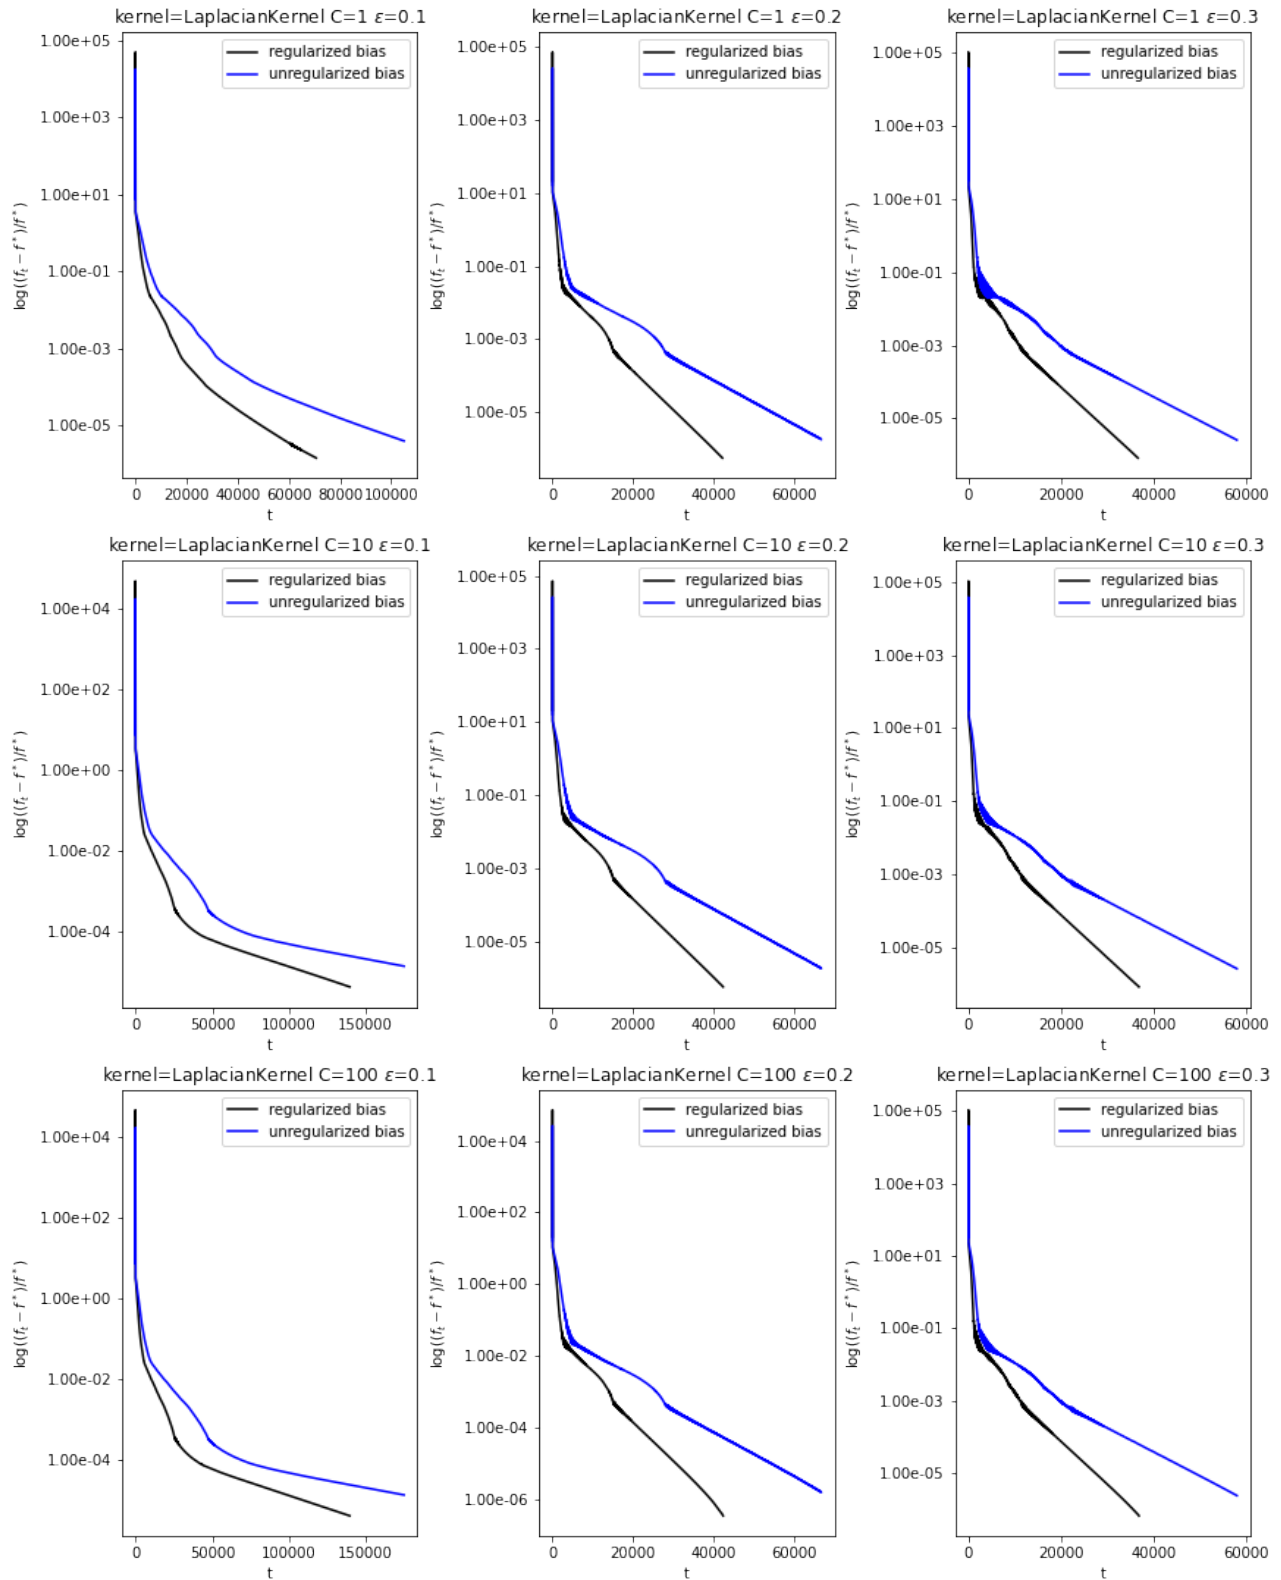 kernel=LaplacianKernel C=1 ε=0.1
regularized bias
unregularized bias
1.00e+05
1.00e+03
1.00e+01
1.00e-01
1.00e-03
1.00e-05
log((f_t − f*)/f*)
0 20000 40000 60000 80000 100000
t
kernel=LaplacianKernel C=1 ε=0.2
regularized bias
unregularized bias
1.00e+05
1.00e+03
1.00e+01
1.00e-01
1.00e-03
1.00e-05
log((f_t − f*)/f*)
0 20000 40000 60000
t
kernel=LaplacianKernel C=1 ε=0.3
regularized bias
unregularized bias
1.00e+05
1.00e+03
1.00e+01
1.00e-01
1.00e-03
1.00e-05
log((f_t − f*)/f*)
0 20000 40000 60000
t
kernel=LaplacianKernel C=10 ε=0.1
regularized bias
unregularized bias
1.00e+04
1.00e+02
1.00e+00
1.00e-02
1.00e-04
log((f_t − f*)/f*)
0 50000 100000 150000
t
kernel=LaplacianKernel C=10 ε=0.2
regularized bias
unregularized bias
1.00e+05
1.00e+03
1.00e+01
1.00e-01
1.00e-03
1.00e-05
log((f_t − f*)/f*)
0 20000 40000 60000
t
kernel=LaplacianKernel C=10 ε=0.3
regularized bias
unregularized bias
1.00e+05
1.00e+03
1.00e+01
1.00e-01
1.00e-03
1.00e-05
log((f_t − f*)/f*)
0 20000 40000 60000
t
kernel=LaplacianKernel C=100 ε=0.1
regularized bias
unregularized bias
1.00e+04
1.00e+02
1.00e+00
1.00e-02
1.00e-04
log((f_t − f*)/f*)
0 50000 100000 150000
t
kernel=LaplacianKernel C=100 ε=0.2
regularized bias
unregularized bias
1.00e+04
1.00e+02
1.00e+00
1.00e-02
1.00e-04
1.00e-06
log((f_t − f*)/f*)
0 20000 40000 60000
t
kernel=LaplacianKernel C=100 ε=0.3
regularized bias
unregularized bias
1.00e+05
1.00e+03
1.00e+01
1.00e-01
1.00e-03
1.00e-05
log((f_t − f*)/f*)
0 20000 40000 60000
t